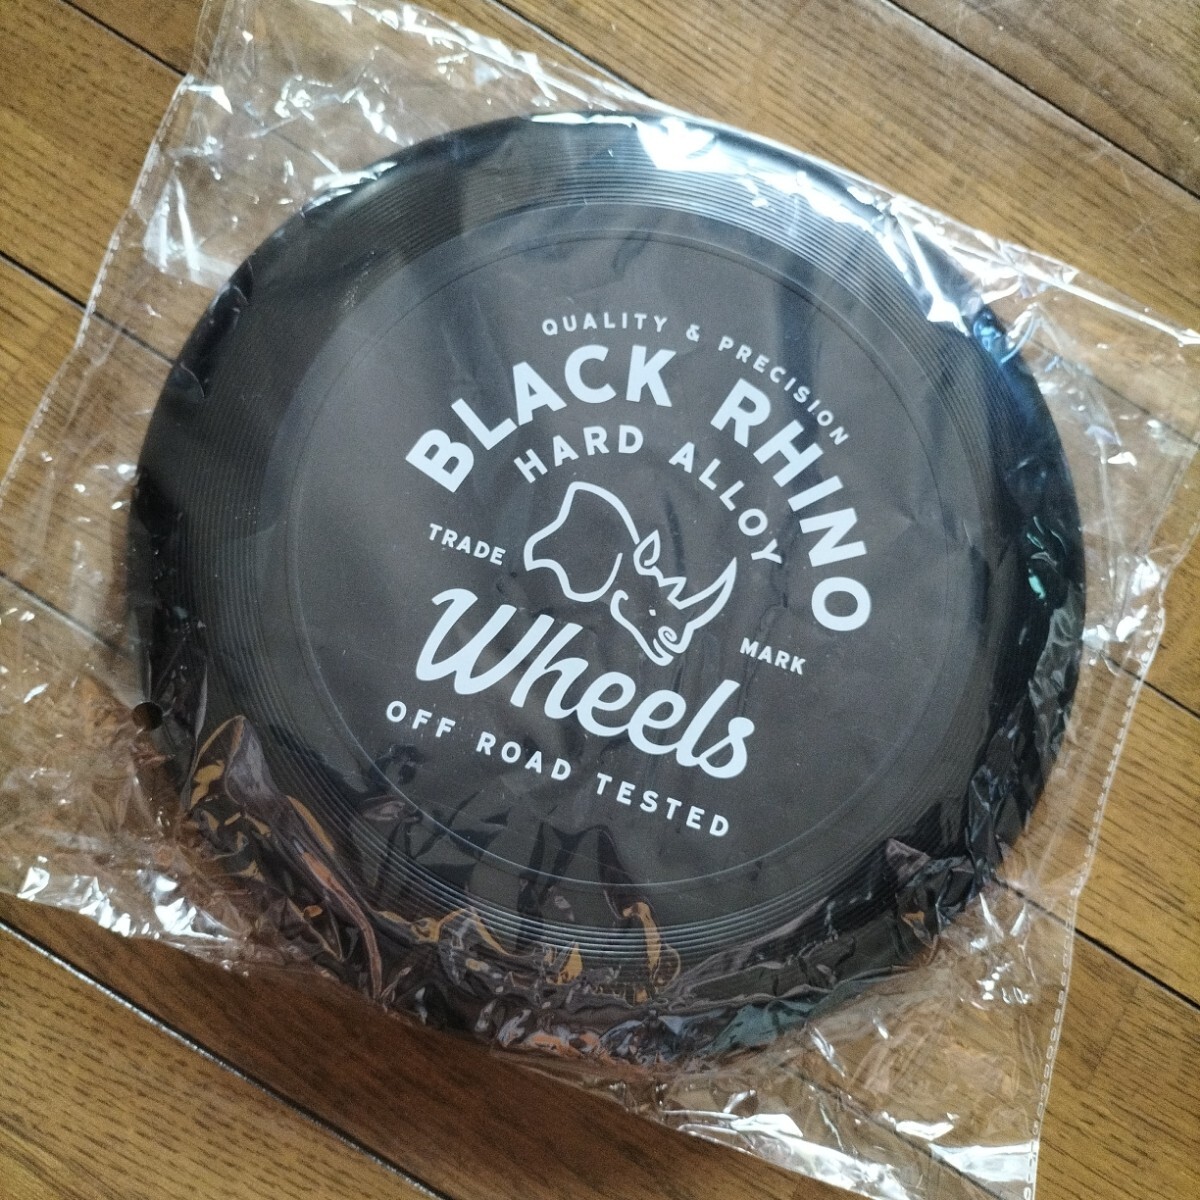 QUALITY & PRECISION
BLACK RHINO
HARD ALLOY
TRADE MARK
Wheels
OFF ROAD TESTED